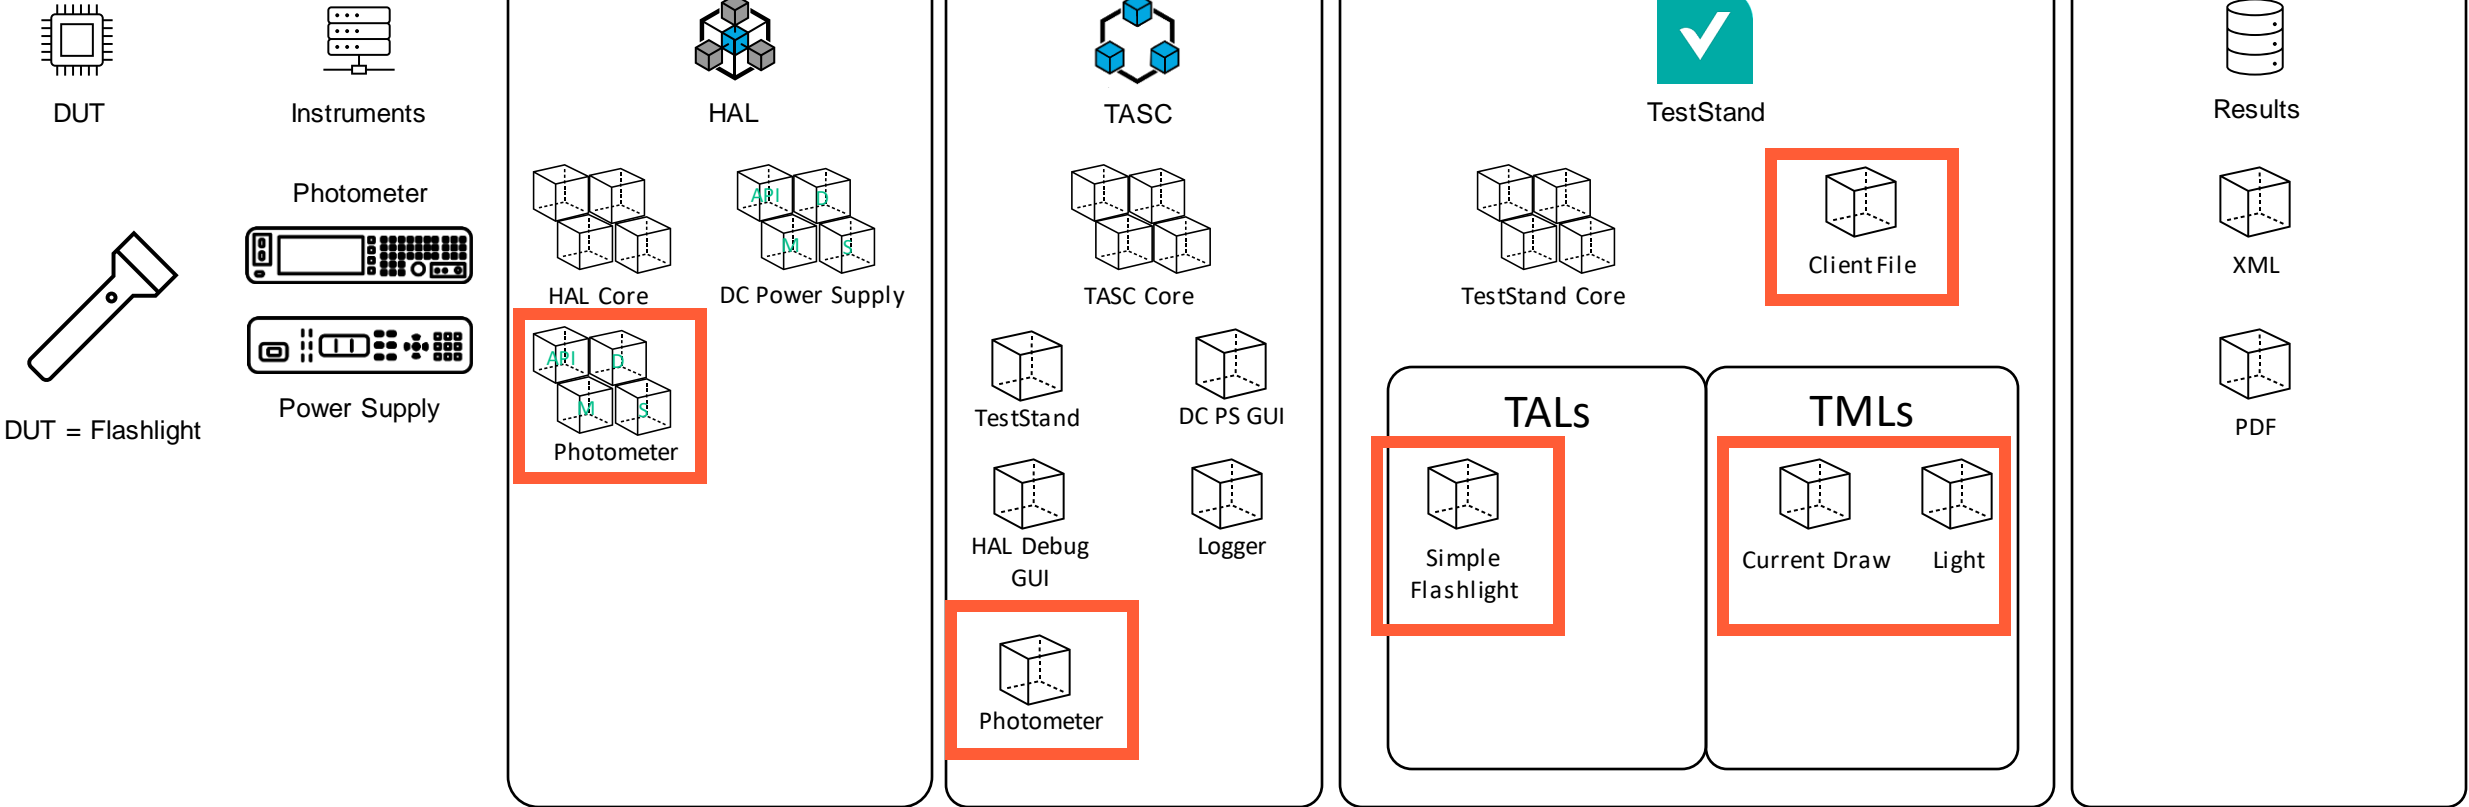 DUT
Instruments
HAL
TASC
TestStand
Results
Photometer
Power Supply
DUT = Flashlight
API
D
M
S
HAL Core
DC Power Supply
API
D
M
S
Photometer
TASC Core
TestStand
DC PS GUI
HAL Debug
GUI
Logger
Photometer
TestStand Core
Client File
TALs
Simple
Flashlight
TMLs
Current Draw
Light
XML
PDF